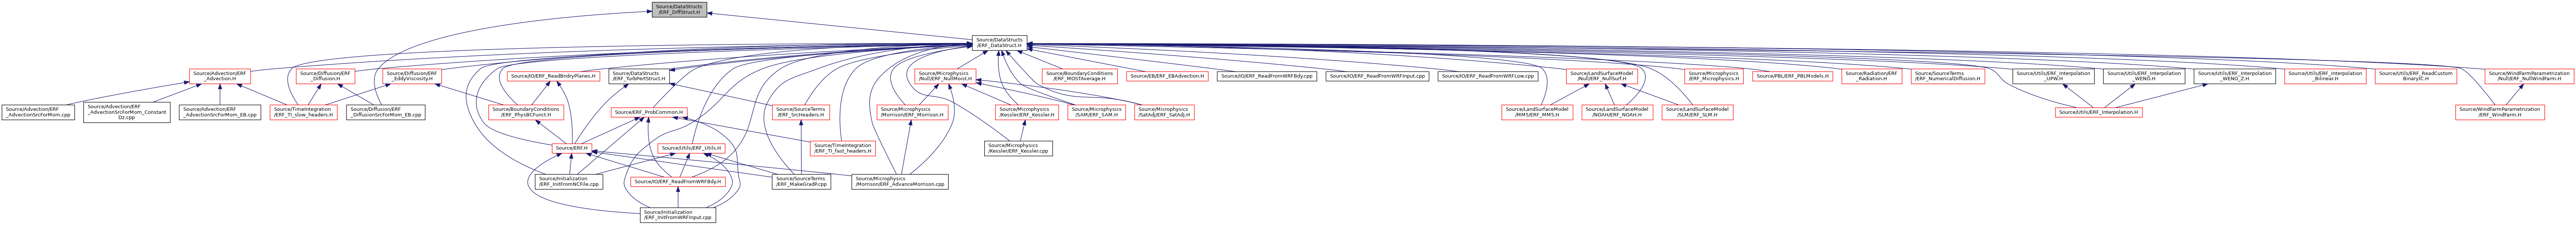 Source/DataStructs
/ERF_DiffStruct.H
Source/DataStructs
/ERF_DataStruct.H
Source/Advection/ERF
_Advection.H
Source/Diffusion/ERF
_Diffusion.H
Source/Diffusion/ERF
_EddyViscosity.H
Source/IO/ERF_ReadBndryPlanes.H
Source/DataStructs
/ERF_TurbPertStruct.H
Source/Microphysics
/Null/ERF_NullMoist.H
Source/BoundaryConditions
/ERF_MOSTAverage.H
Source/EB/ERF_EBAdvection.H
Source/IO/ERF_ReadFromWRFBdy.cpp
Source/IO/ERF_ReadFromWRFInput.cpp
Source/IO/ERF_ReadFromWRFLow.cpp
Source/LandSurfaceModel
/Null/ERF_NullSurf.H
Source/Microphysics
/ERF_Microphysics.H
Source/PBL/ERF_PBLModels.H
Source/Radiation/ERF
_Radiation.H
Source/SourceTerms
/ERF_NumericalDiffusion.H
Source/Utils/ERF_Interpolation
_UPW.H
Source/Utils/ERF_Interpolation
_WENO.H
Source/Utils/ERF_Interpolation
_WENO_Z.H
Source/Utils/ERF_Interpolation
_Bilinear.H
Source/Utils/ERF_ReadCustom
BinaryIC.H
Source/WindFarmParametrization
/Null/ERF_NullWindFarm.H
Source/Advection/ERF
_AdvectionSrcForMom.cpp
Source/Advection/ERF
_AdvectionSrcForMom_Constant
Dz.cpp
Source/Advection/ERF
_AdvectionSrcForMom_EB.cpp
Source/TimeIntegration
/ERF_TI_slow_headers.H
Source/Diffusion/ERF
_DiffusionSrcForMom_EB.cpp
Source/BoundaryConditions
/ERF_PhysBCFunct.H
Source/ERF_ProbCommon.H
Source/SourceTerms
/ERF_SrcHeaders.H
Source/Microphysics
/Morrison/ERF_Morrison.H
Source/Microphysics
/Kessler/ERF_Kessler.H
Source/Microphysics
/SAM/ERF_SAM.H
Source/Microphysics
/SatAdj/ERF_SatAdj.H
Source/LandSurfaceModel
/MM5/ERF_MM5.H
Source/LandSurfaceModel
/NOAH/ERF_NOAH.H
Source/LandSurfaceModel
/SLM/ERF_SLM.H
Source/Utils/ERF_Interpolation.H
Source/WindFarmParametrization
/ERF_WindFarm.H
Source/ERF.H
Source/Utils/ERF_Utils.H
Source/TimeIntegration
/ERF_TI_fast_headers.H
Source/Microphysics
/Kessler/ERF_Kessler.cpp
Source/Initialization
/ERF_InitFromNCFile.cpp
Source/IO/ERF_ReadFromWRFBdy.H
Source/SourceTerms
/ERF_MakeGradP.cpp
Source/Microphysics
/Morrison/ERF_AdvanceMorrison.cpp
Source/Initialization
/ERF_InitFromWRFInput.cpp